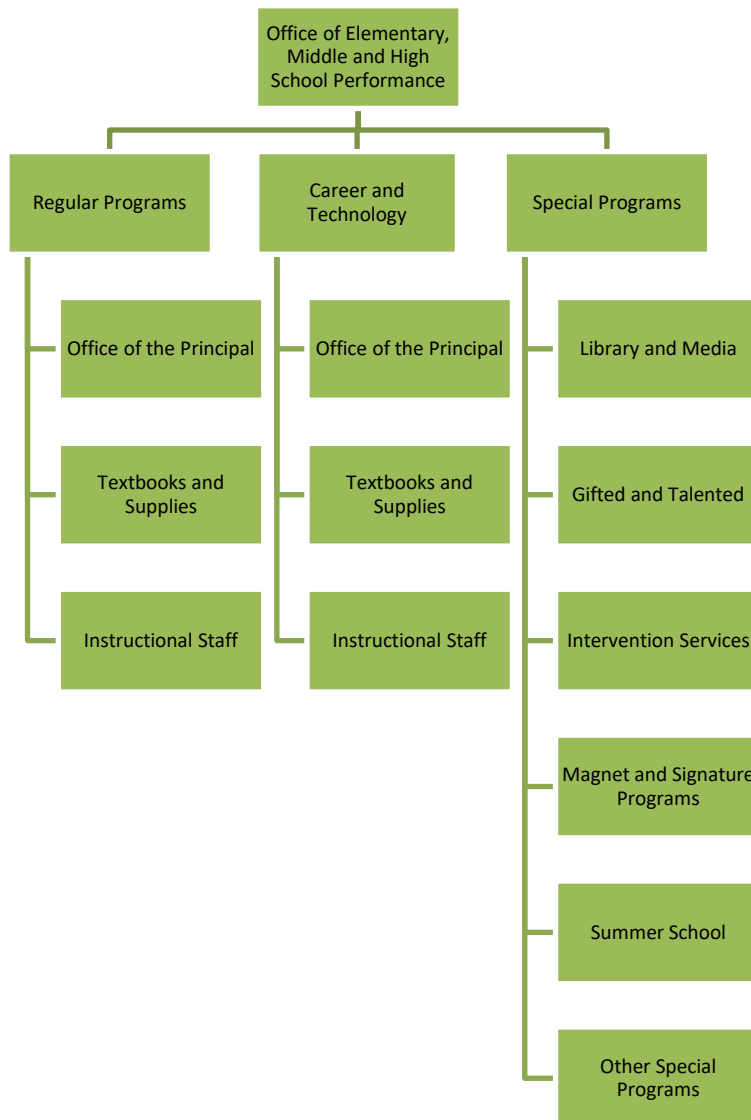 Office of Elementary,
Middle and High
School Performance
Regular Programs
Career and
Technology
Special Programs
Office of the Principal
Office of the Principal
Library and Media
Textbooks and
Supplies
Textbooks and
Supplies
Gifted and Talented
Instructional Staff
Instructional Staff
Intervention Services
Magnet and Signature
Programs
Summer School
Other Special
Programs